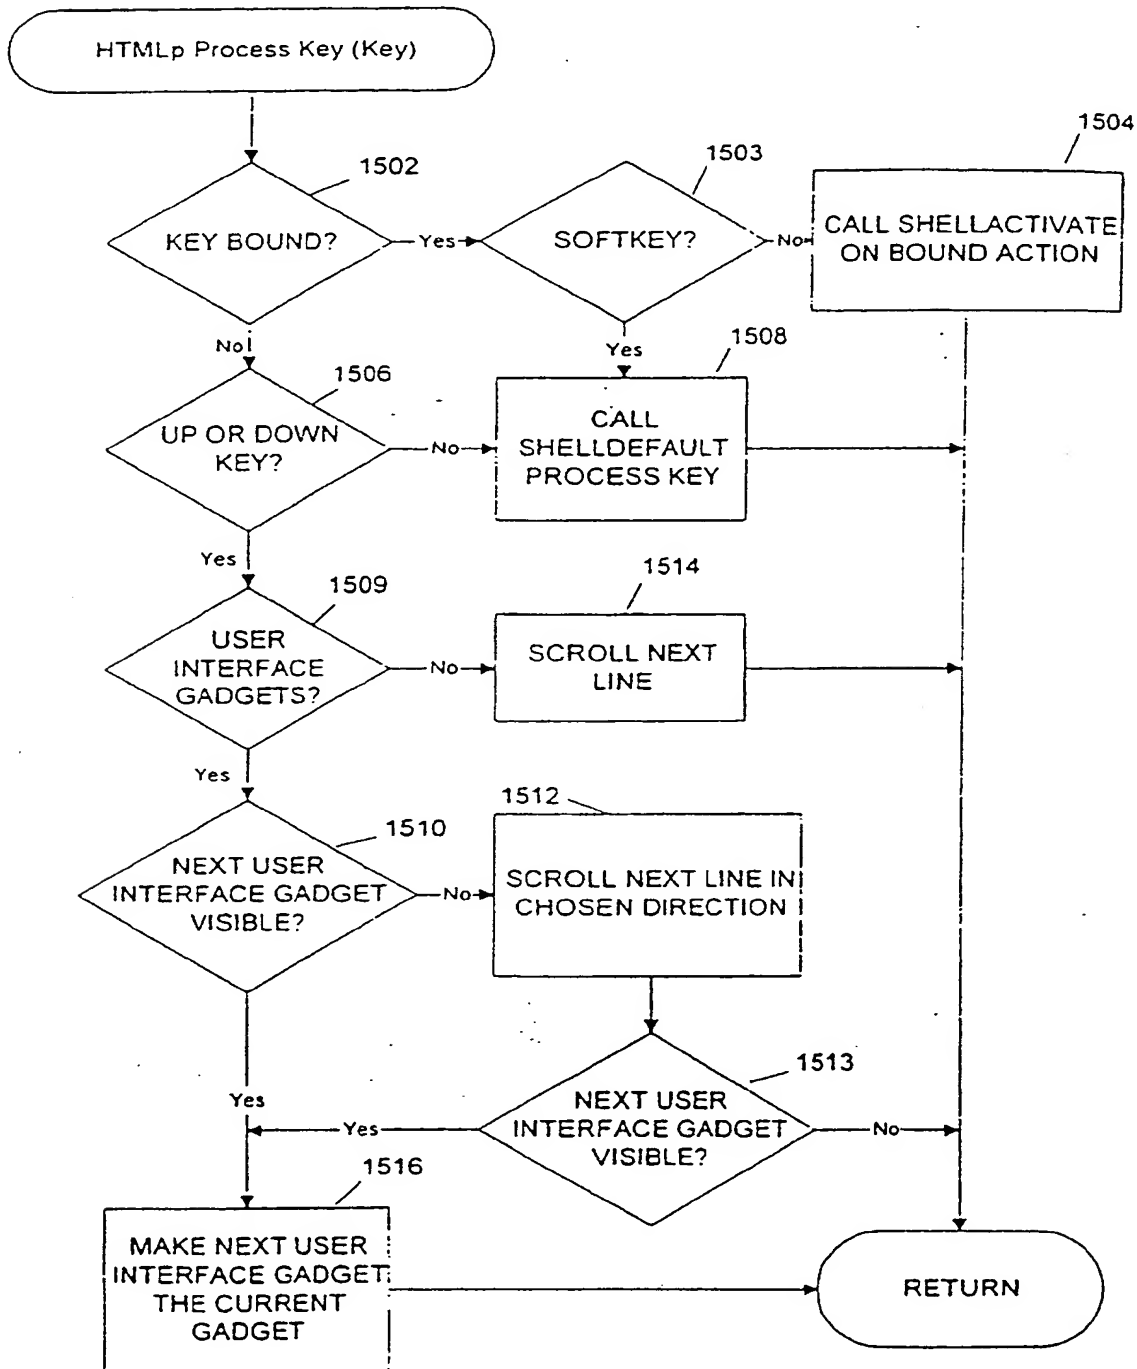 HTMLp Process Key (Key)
1502
KEY BOUND?
Yes
1503
SOFTKEY?
No
1504
CALL SHELLACTIVATE
ON BOUND ACTION
No
Yes
1506
UP OR DOWN
KEY?
No
1508
CALL
SHELLDEFAULT
PROCESS KEY
Yes
1509
USER
INTERFACE
GADGETS?
No
1514
SCROLL NEXT
LINE
Yes
1510
NEXT USER
INTERFACE GADGET
VISIBLE?
No
1512
SCROLL NEXT LINE IN
CHOSEN DIRECTION
1513
NEXT USER
INTERFACE GADGET
VISIBLE?
Yes
Yes
No
1516
MAKE NEXT USER
INTERFACE GADGET
THE CURRENT
GADGET
RETURN